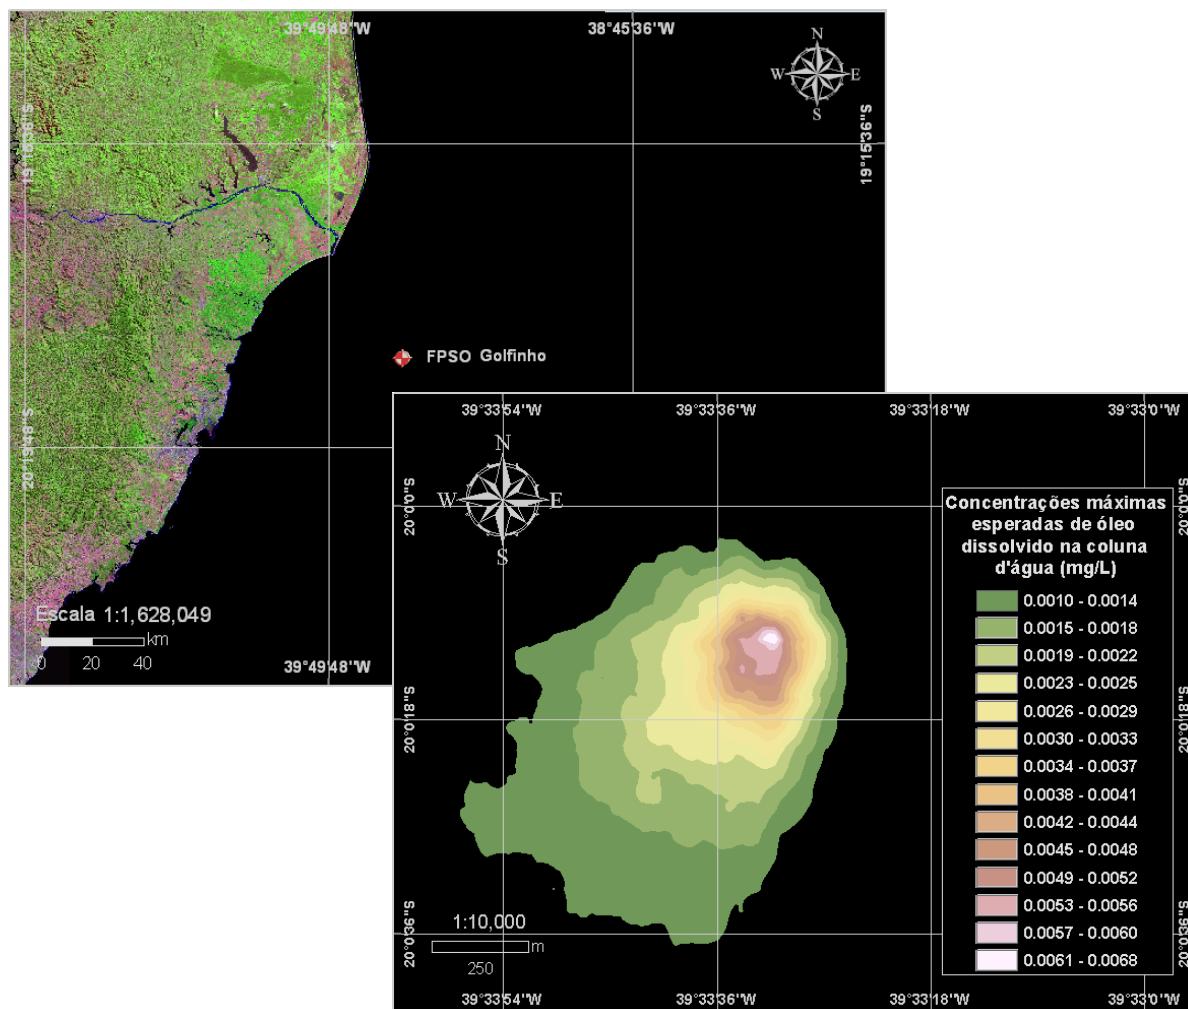 39°49'48"W
38°45'36"W
N
W
E
S
19°15'36"S
19°15'36"S
FPSO Golfinho
20°19'48"S
Escala 1:1,628,049
km
0
20
40
39°49'48"W
39°33'54"W
39°33'36"W
39°33'18"W
39°33'0"W
N
W
E
S
20°0'0"S
20°0'0"S
Concentrações máximas
esperadas de óleo
dissolvido na coluna
d'água (mg/L)
0.0010 - 0.0014
0.0015 - 0.0018
0.0019 - 0.0022
0.0023 - 0.0025
0.0026 - 0.0029
0.0030 - 0.0033
0.0034 - 0.0037
0.0038 - 0.0041
0.0042 - 0.0044
0.0045 - 0.0048
0.0049 - 0.0052
0.0053 - 0.0056
0.0057 - 0.0060
0.0061 - 0.0068
20°0'18"S
20°0'18"S
20°0'36"S
20°0'36"S
1:10,000
m
250
39°33'54"W
39°33'36"W
39°33'18"W
39°33'0"W